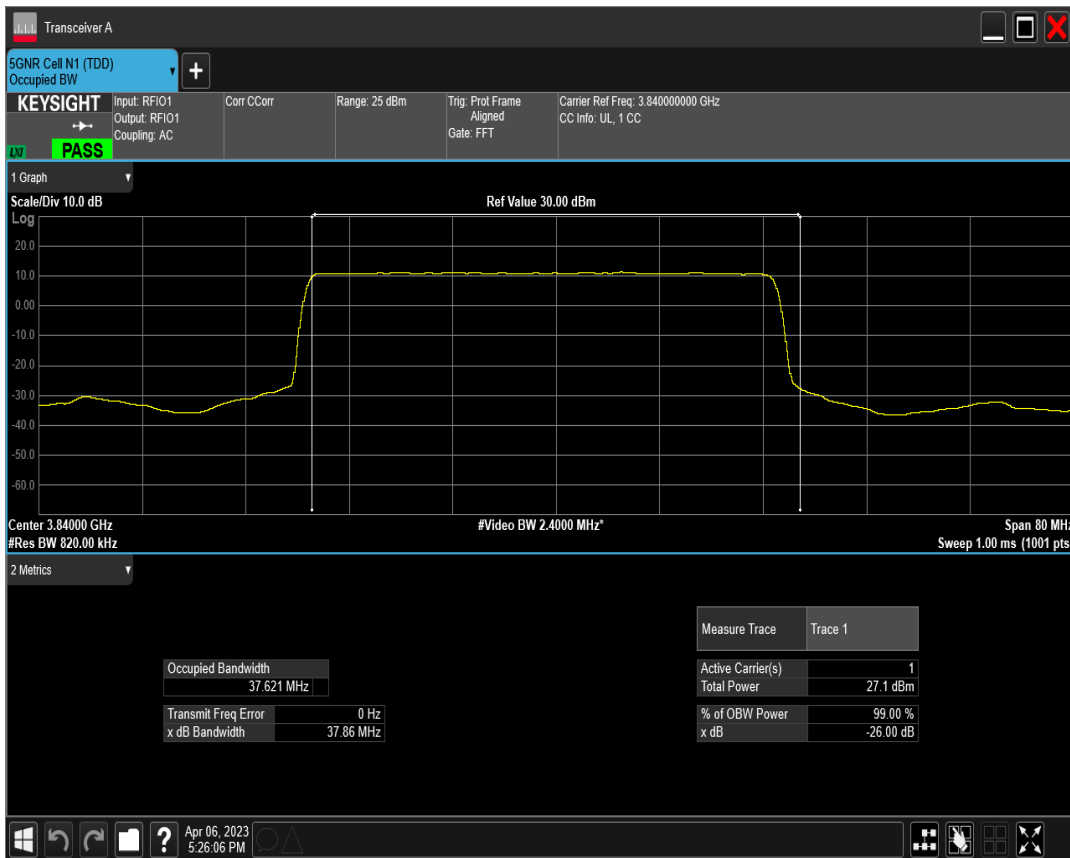 Transceiver A
5GNR Cell N1 (TDD)
Occupied BW
+
KEYSIGHT
LXI
PASS
Input: RFIO1
Output: RFIO1
Coupling: AC
Corr CCorr
Range: 25 dBm
Trig: Prot Frame
Aligned
Gate: FFT
Carrier Ref Freq: 3.840000000 GHz
CC Info: UL, 1 CC
1 Graph
Scale/Div 10.0 dB
Ref Value 30.00 dBm
Log
20.0
10.0
0.00
-10.0
-20.0
-30.0
-40.0
-50.0
-60.0
Center 3.84000 GHz
#Video BW 2.4000 MHz*
Span 80 MHz
#Res BW 820.00 kHz
Sweep 1.00 ms (1001 pts
2 Metrics
Measure Trace Trace 1
Occupied Bandwidth
37.621 MHz
Active Carrier(s) 1
Total Power 27.1 dBm
Transmit Freq Error 0 Hz
x dB Bandwidth 37.86 MHz
% of OBW Power 99.00 %
x dB -26.00 dB
?
Apr 06, 2023
5:26:06 PM